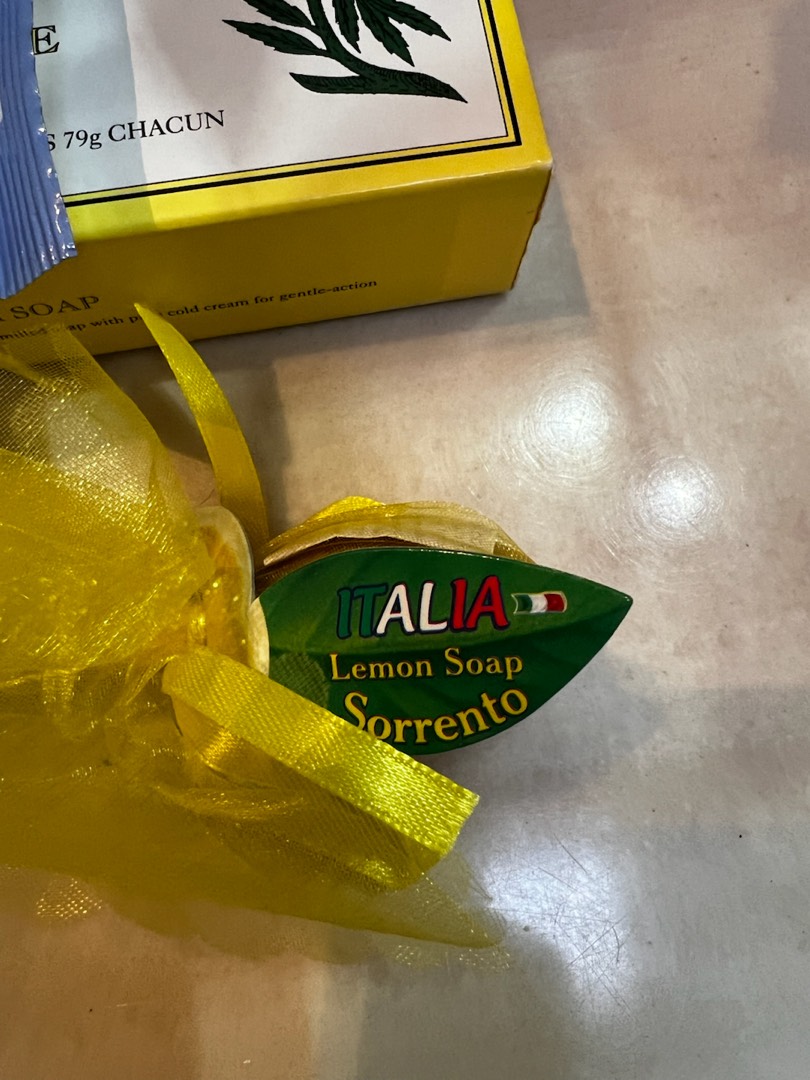 E
79g CHACUN
SOAP
cold cream for gentle-action
ITALIA
Lemon Soap
Sorrento